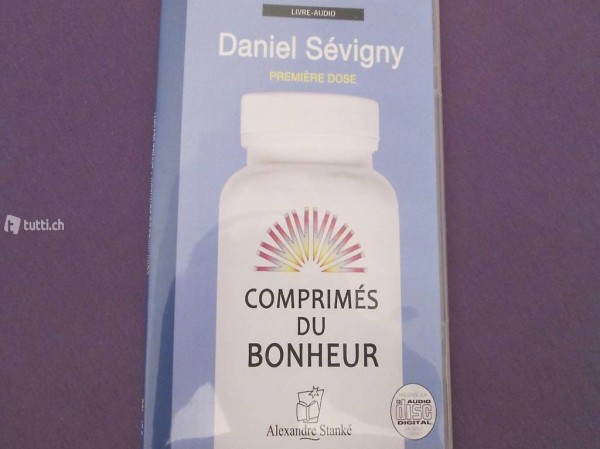 LIVRE-AUDIO
Daniel Sévigny
PREMIÈRE DOSE
tutti.ch
COMPRIMÉS
DU
BONHEUR
Alexandre Stanké
AUDIO
disc
DIGITAL